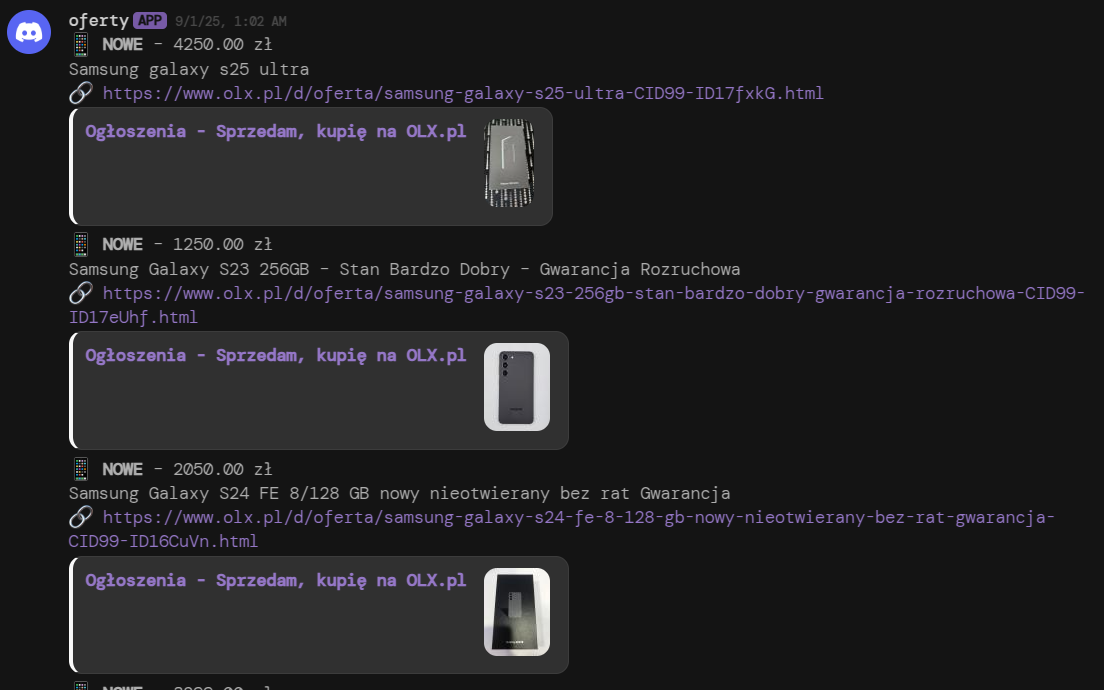 oferty APP 9/1/25, 1:02 AM
NOWE - 4250.00 zł
Samsung galaxy s25 ultra
https://www.olx.pl/d/oferta/samsung-galaxy-s25-ultra-CID99-ID17fxkG.html
Ogłoszenia - Sprzedam, kupię na OLX.pl
NOWE - 1250.00 zł
Samsung Galaxy S23 256GB - Stan Bardzo Dobry - Gwarancja Rozruchowa
https://www.olx.pl/d/oferta/samsung-galaxy-s23-256gb-stan-bardzo-dobry-gwarancja-rozruchowa-CID99-
ID17eUhf.html
Ogłoszenia - Sprzedam, kupię na OLX.pl
NOWE - 2050.00 zł
Samsung Galaxy S24 FE 8/128 GB nowy nieotwierany bez rat Gwarancja
https://www.olx.pl/d/oferta/samsung-galaxy-s24-fe-8-128-gb-nowy-nieotwierany-bez-rat-gwarancja-
CID99-ID16CuVn.html
Ogłoszenia - Sprzedam, kupię na OLX.pl
NOWE